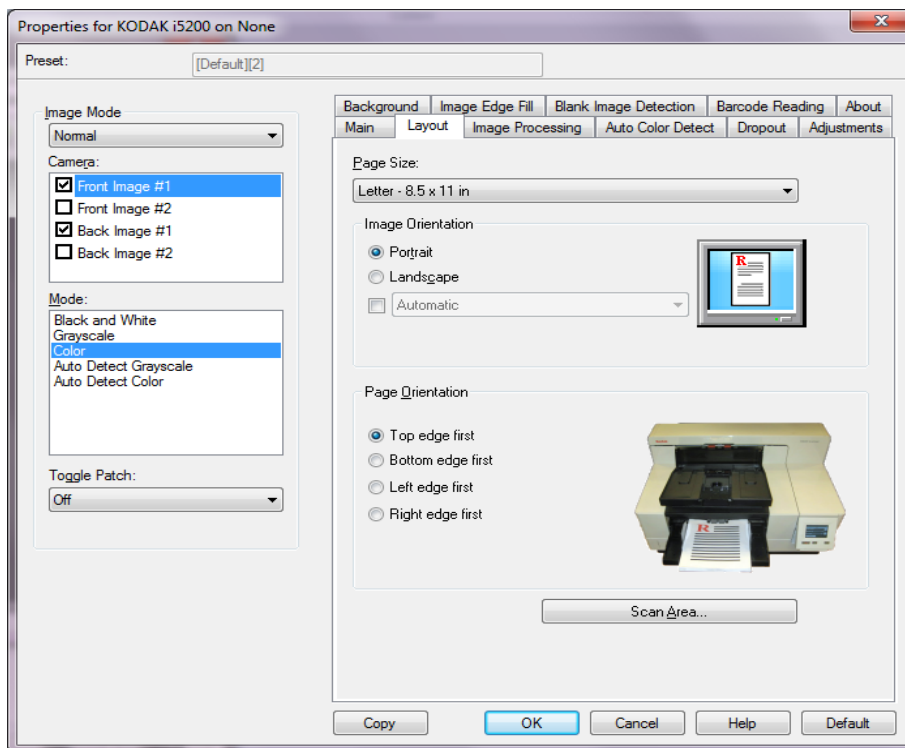 Properties for KODAK i5200 on None
Preset:
[Default][2]
Image Mode
Normal
Camera:
Front Image #1
Front Image #2
Back Image #1
Back Image #2
Mode:
Black and White
Grayscale
Color
Auto Detect Grayscale
Auto Detect Color
Toggle Patch:
Off
Background Image Edge Fill Blank Image Detection Barcode Reading About
Main Layout Image Processing Auto Color Detect Dropout Adjustments
Page Size:
Letter - 8.5 x 11 in
Image Orientation
Portrait
Landscape
Automatic
R
Page Orientation
Top edge first
Bottom edge first
Left edge first
Right edge first
R
Scan Area...
Copy OK Cancel Help Default